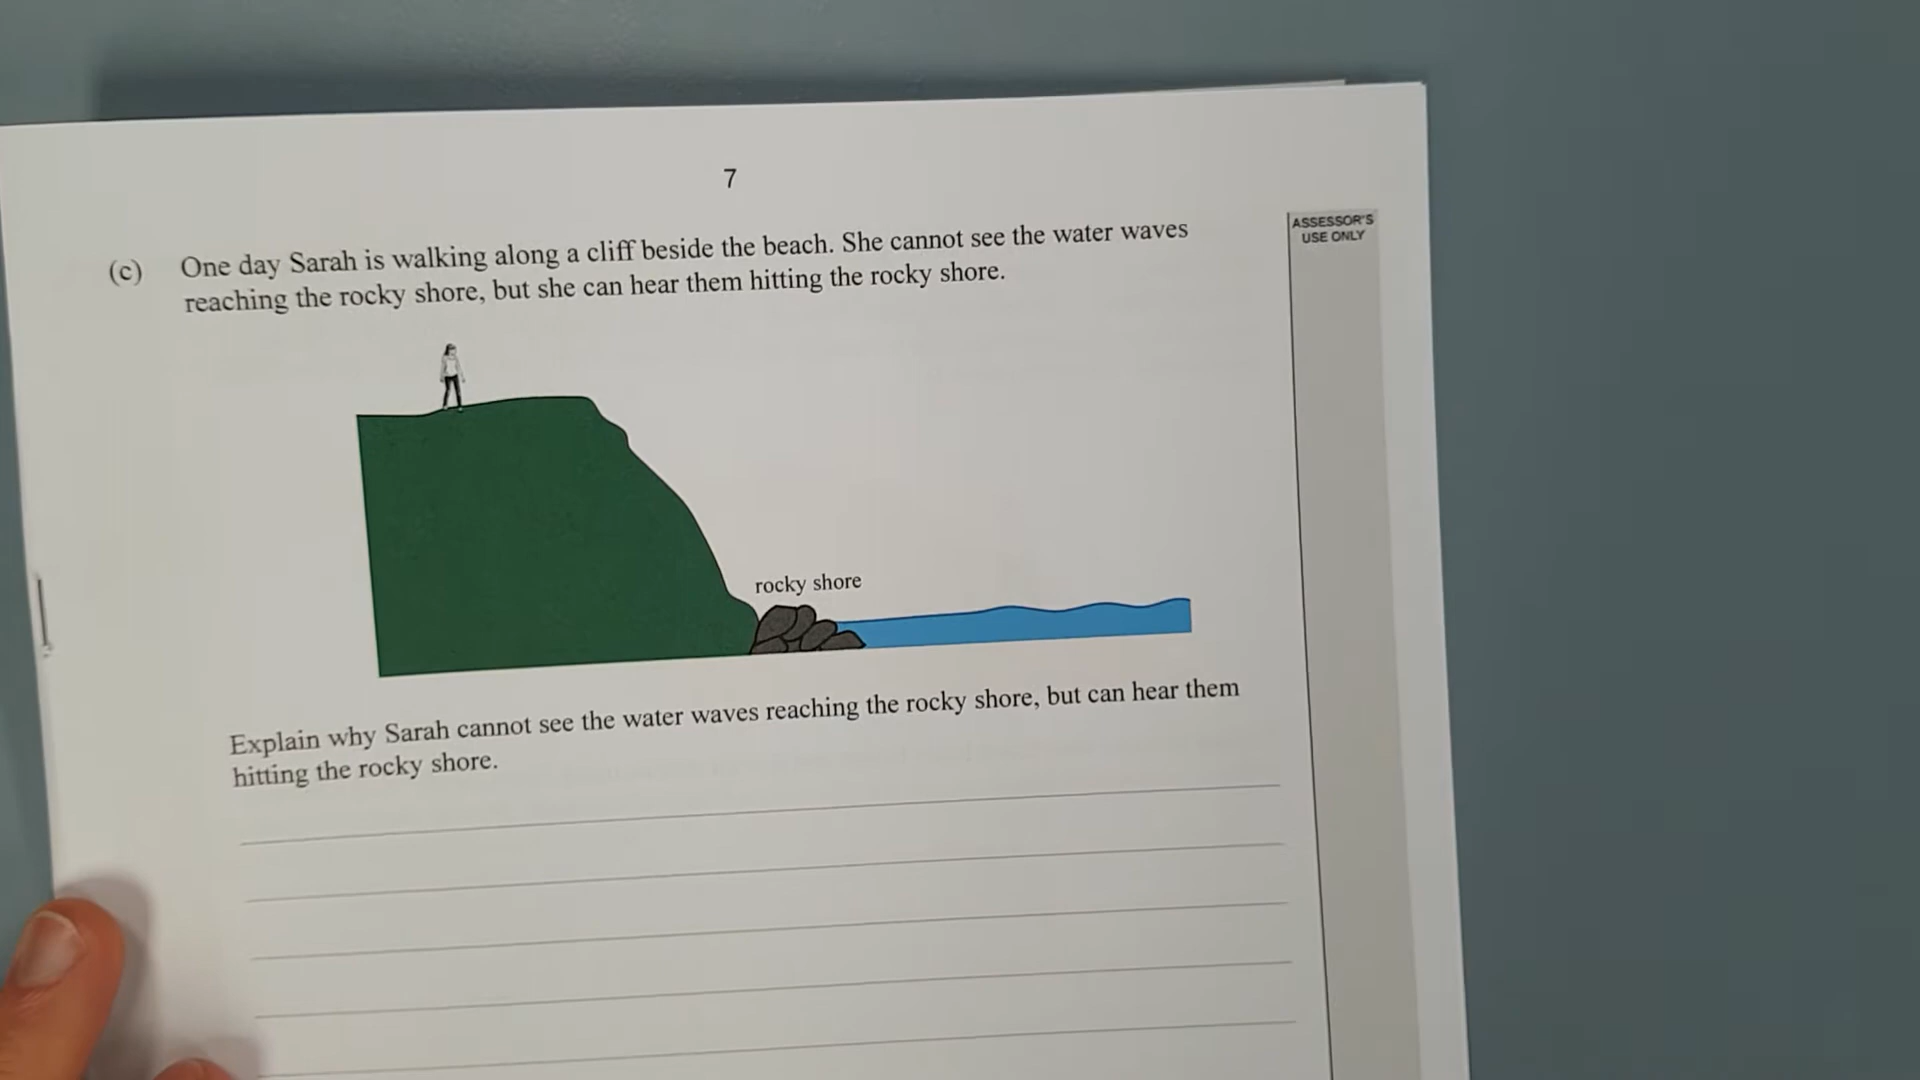 7
ASSESSOR'S
USE ONLY
(c) One day Sarah is walking along a cliff beside the beach. She cannot see the water waves
reaching the rocky shore, but she can hear them hitting the rocky shore.
rocky shore
Explain why Sarah cannot see the water waves reaching the rocky shore, but can hear them
hitting the rocky shore.